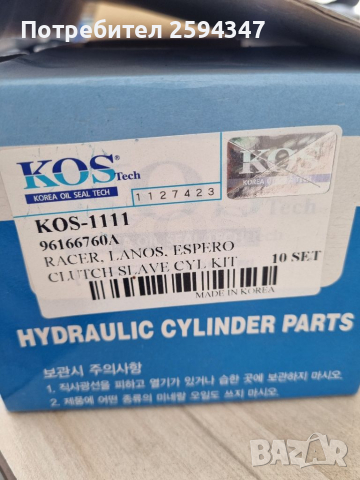 Потребител 2594347
KOS® Tech
KOREA OIL SEAL TECH
1127423
KOS
KOS-1111
96166760A
RACER, LANOS, ESPERO
CLUTCH SLAVE CYL KIT
10 SET
MADE IN KOREA
HYDRAULIC CYLINDER PARTS
보관시 주의사항
1. 직사광선을 피하고 열기가 있거나 습한 곳에 보관하지 마시오.
2. 제품에 어떤 종류의 미네랄 오일도 쓰지 마시오.
BAZAR